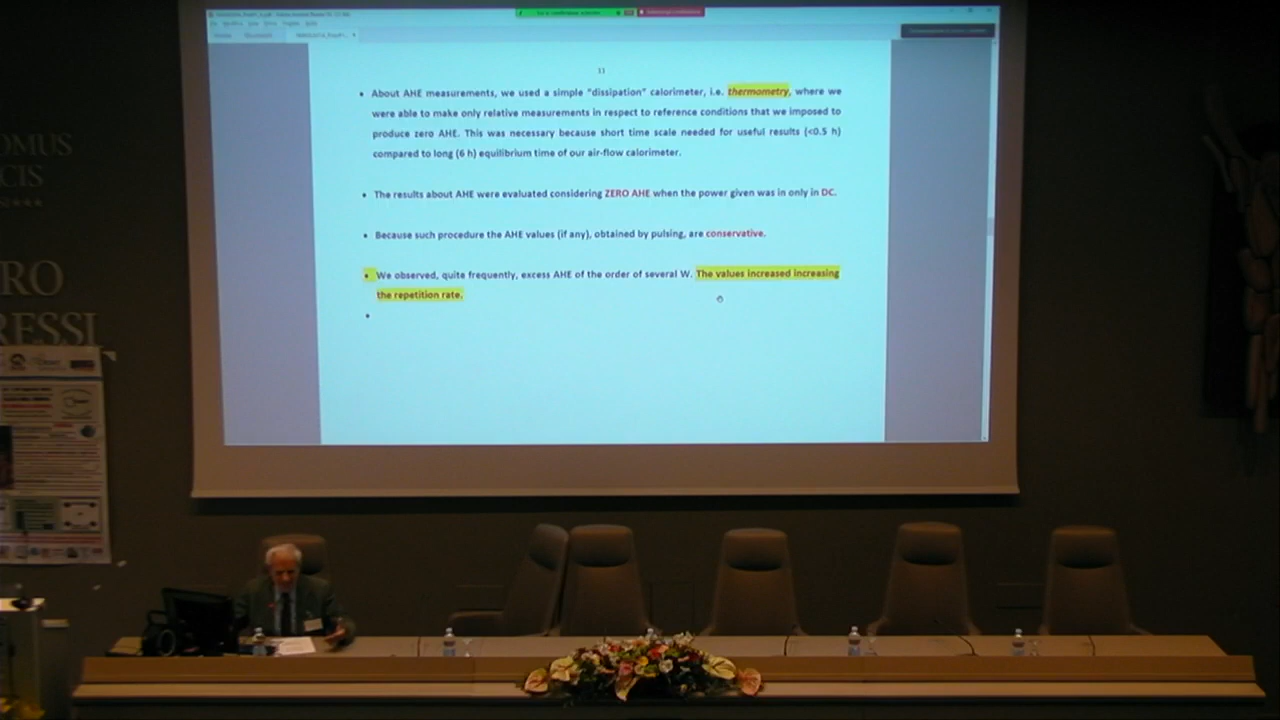 OMUS
CIS
RO
RESSI
11
• About AHE measurements, we used a simple "dissipation" calorimeter, i.e. thermometry, where we
were able to make only relative measurements in respect to reference conditions that we imposed to
produce zero AHE. This was necessary because short time scale needed for useful results (<0.5 h)
compared to long (6 h) equilibrium time of our air-flow calorimeter.
• The results about AHE were evaluated considering ZERO AHE when the power given was in only in DC.
• Because such procedure the AHE values (if any), obtained by pulsing, are conservative.
• We observed, quite frequently, excess AHE of the order of several W. The values increased increasing
the repetition rate.
•